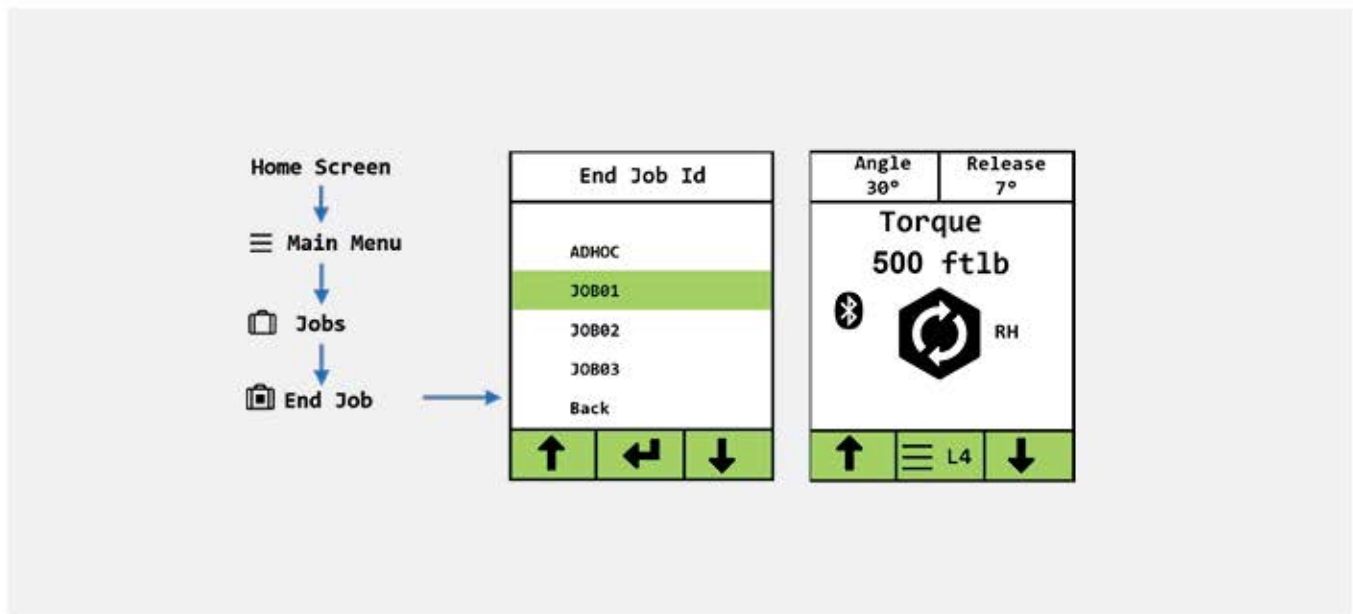 Home Screen
Main Menu
Jobs
End Job
End Job Id
ADHOC
JOB01
JOB02
JOB03
Back
Angle
30°
Release
7°
Torque
500 ftlb
RH
L4